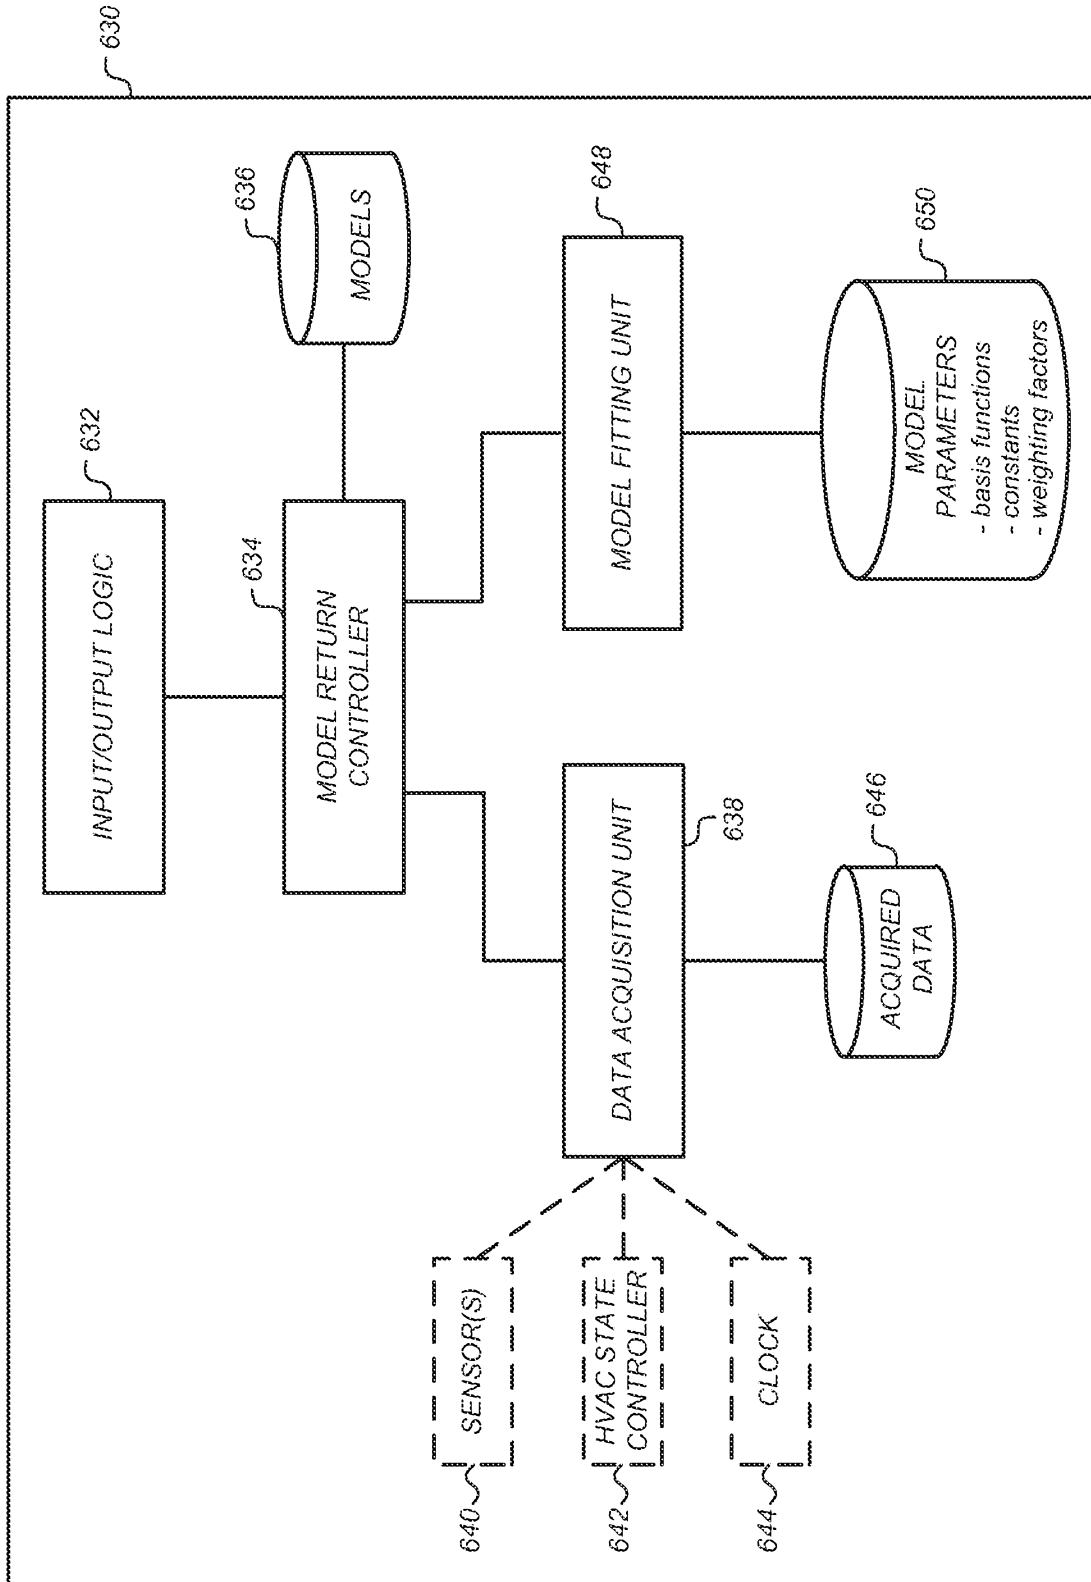 630
INPUT/OUTPUT LOGIC
632
MODEL RETURN
CONTROLLER
634
MODELS
636
SENSOR(S)
640
HVAC STATE
CONTROLLER
642
CLOCK
644
DATA ACQUISITION UNIT
638
MODEL FITTING UNIT
648
ACQUIRED
DATA
646
MODEL
PARAMETERS
- basis functions
- constants
- weighting factors
650